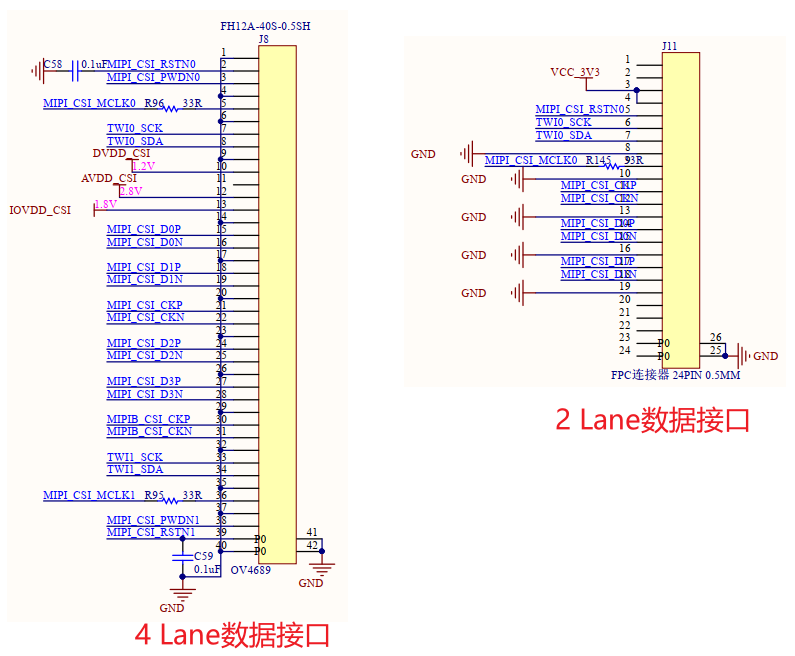 FH12A-40S-0.5SH
J8
1
C58 0.1uF MIPI_CSI_RSTN0 2
MIPI_CSI_PWDN0 3
4
MIPI_CSI_MCLK0 R96 33R 5
6
TWI0_SCK 7
TWI0_SDA 8
DVDD_CSI 9
1.2V 10
AVDD_CSI 11
2.8V 12
IOVDD_CSI 1.8V 13
14
MIPI_CSI_D0P 15
MIPI_CSI_D0N 16
17
MIPI_CSI_D1P 18
MIPI_CSI_D1N 19
20
MIPI_CSI_CKP 21
MIPI_CSI_CKN 22
23
MIPI_CSI_D2P 24
MIPI_CSI_D2N 25
26
MIPI_CSI_D3P 27
MIPI_CSI_D3N 28
29
MIPIB_CSI_CKP 30
MIPIB_CSI_CKN 31
32
TWI1_SCK 33
TWI1_SDA 34
35
MIPI_CSI_MCLK1 R95 33R 36
37
MIPI_CSI_PWDN1 38
MIPI_CSI_RSTN1 39 P0 41
40 P0 42
C59
0.1uF
OV4689
GND
GND
4 Lane数据接口
J11
1
VCC_3V3 2
3
4
MIPI_CSI_RSTN0 5
TWI0_SCK 6
TWI0_SDA 7
GND 8
MIPI_CSI_MCLK0 R145 33R 9
GND 10
MIPI_CSI_CKP 11
MIPI_CSI_CKN 12
GND 13
MIPI_CSI_D0P 14
MIPI_CSI_D0N 15
GND 16
MIPI_CSI_D1P 17
MIPI_CSI_D1N 18
GND 19
20
21
22
23 P0 26
24 P0 25 GND
FPC连接器 24PIN 0.5MM
2 Lane数据接口